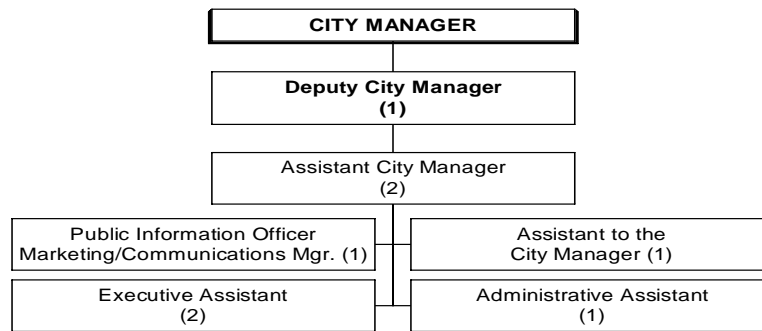 CITY MANAGER
Deputy City Manager
(1)
Assistant City Manager
(2)
Public Information Officer
Marketing/Communications Mgr. (1)
Assistant to the
City Manager (1)
Executive Assistant
(2)
Administrative Assistant
(1)